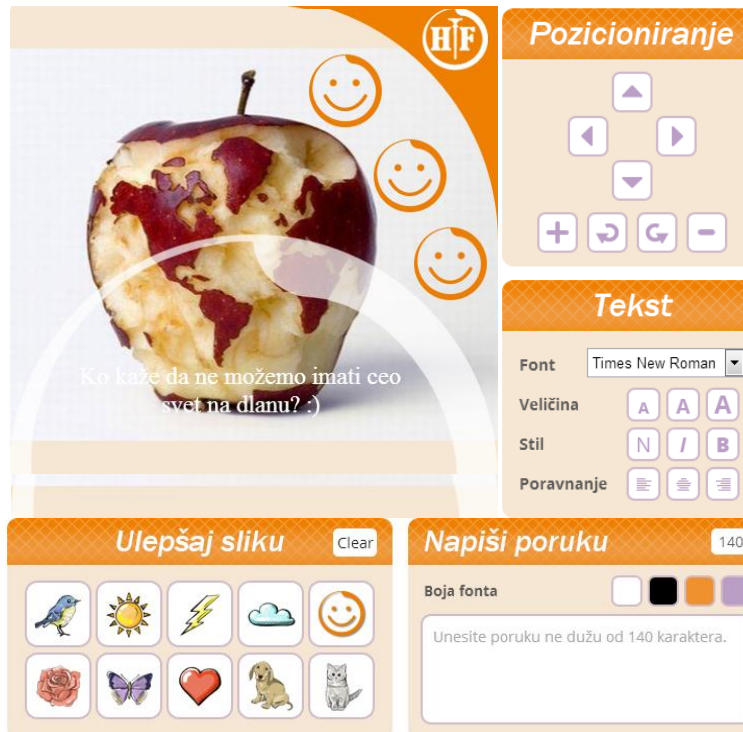 HF
Pozicioniranje
Ko kaže da ne možemo imati ceo
svet na dlanu? :)
Tekst
Font Times New Roman
Veličina A A A
Stil N I B
Poravnanje
Ulepšaj sliku Clear
Napiši poruku 140
Boja fonta
Unesite poruku ne dužu od 140 karaktera.